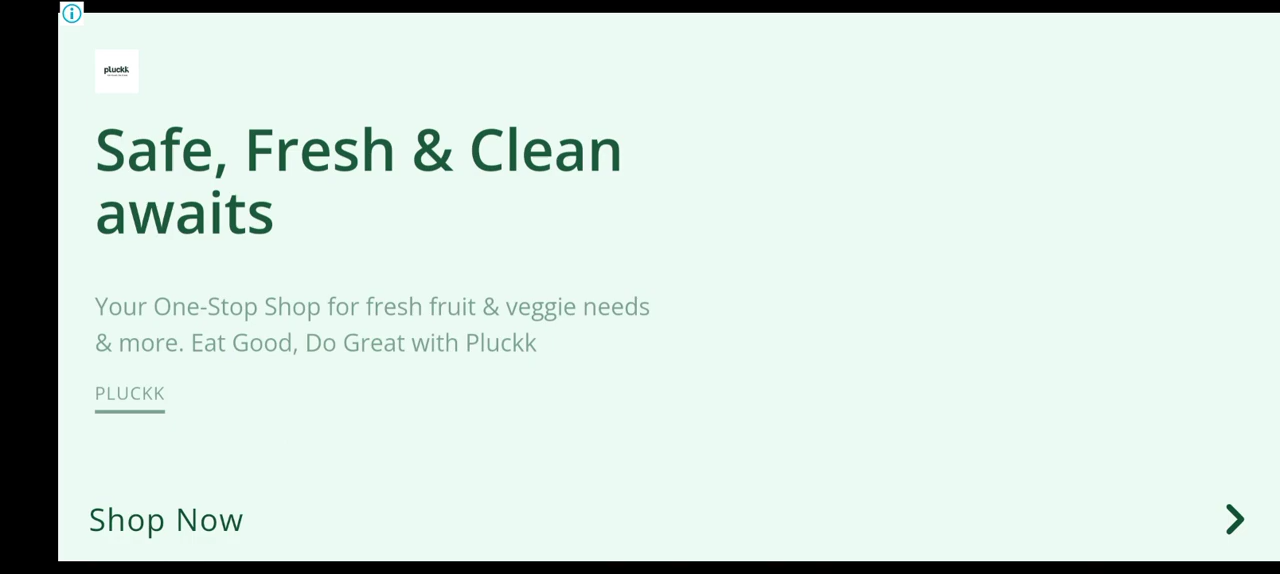 pluckk
Safe, Fresh & Clean
awaits
Your One-Stop Shop for fresh fruit & veggie needs
& more. Eat Good, Do Great with Pluckk
PLUCKK
Shop Now